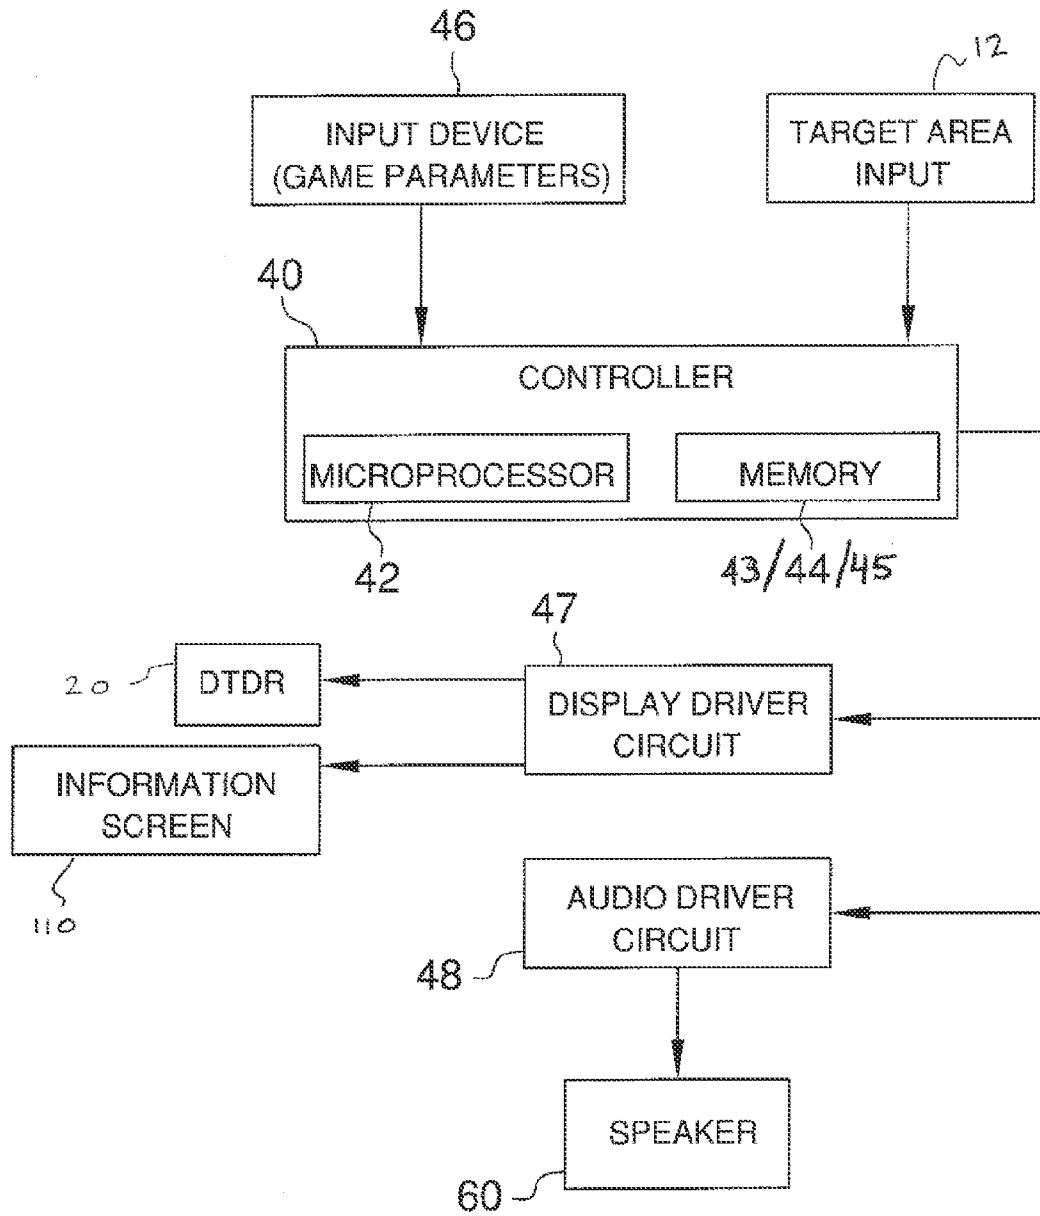 46
12
INPUT DEVICE
(GAME PARAMETERS)
TARGET AREA
INPUT
40
CONTROLLER
MICROPROCESSOR
MEMORY
42
43/44/45
47
20
DTDR
DISPLAY DRIVER
CIRCUIT
INFORMATION
SCREEN
110
AUDIO DRIVER
CIRCUIT
48
SPEAKER
60